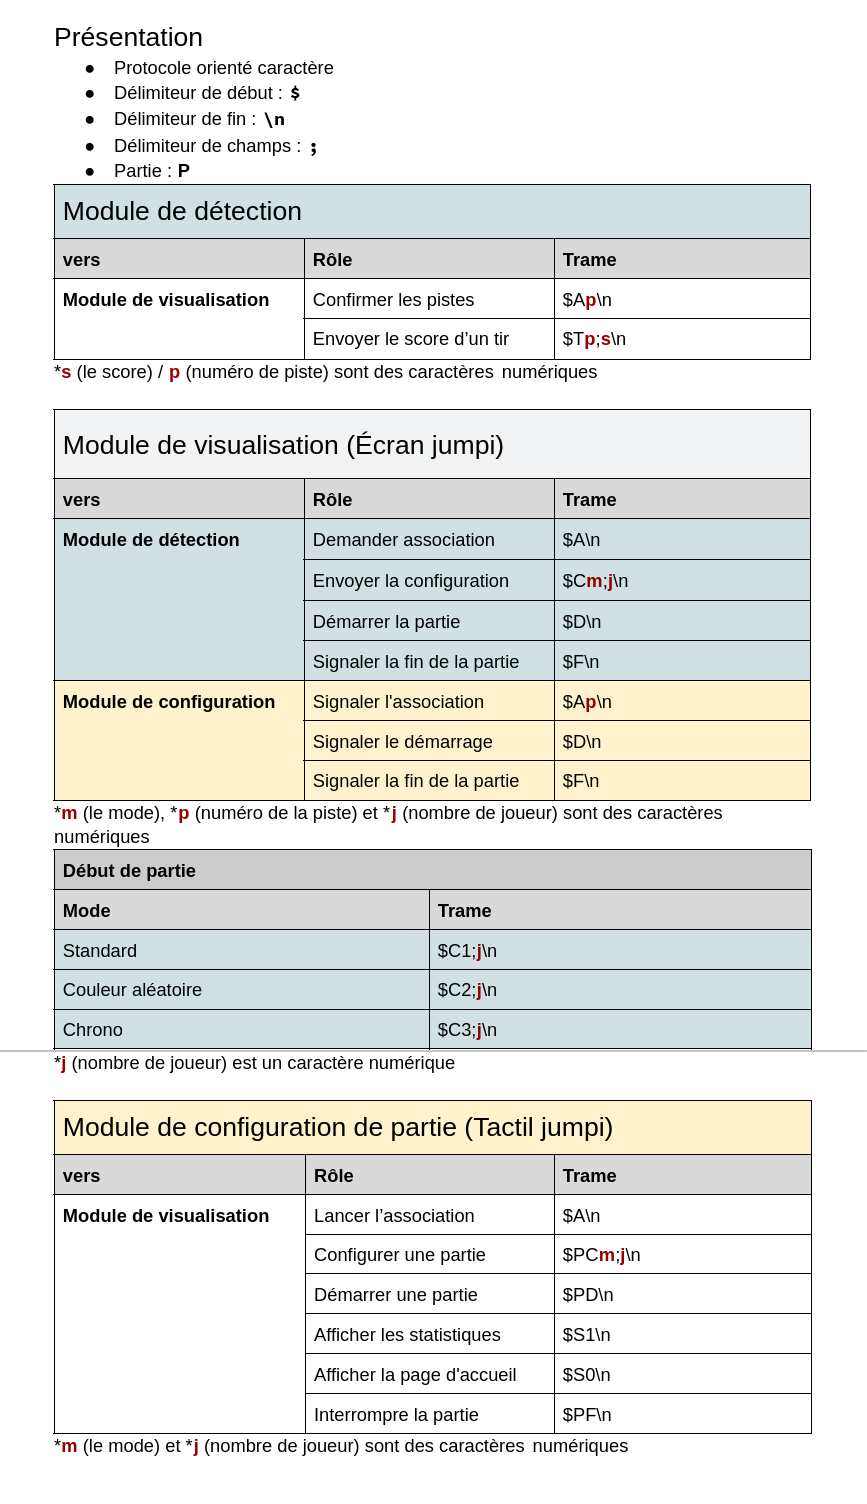 Présentation
● Protocole orienté caractère
● Délimiteur de début : $
● Délimiteur de fin : \n
● Délimiteur de champs : ;
● Partie : P
Module de détection
vers Rôle Trame
Module de visualisation Confirmer les pistes $Ap\n
Envoyer le score d’un tir $Tp;s\n
*s (le score) / p (numéro de piste) sont des caractères numériques
Module de visualisation (Écran jumpi)
vers Rôle Trame
Module de détection Demander association $A\n
Envoyer la configuration $Cm;j\n
Démarrer la partie $D\n
Signaler la fin de la partie $F\n
Module de configuration Signaler l'association $Ap\n
Signaler le démarrage $D\n
Signaler la fin de la partie $F\n
*m (le mode), *p (numéro de la piste) et *j (nombre de joueur) sont des caractères
numériques
Début de partie
Mode Trame
Standard $C1;j\n
Couleur aléatoire $C2;j\n
Chrono $C3;j\n
*j (nombre de joueur) est un caractère numérique
Module de configuration de partie (Tactil jumpi)
vers Rôle Trame
Module de visualisation Lancer l’association $A\n
Configurer une partie $PCm;j\n
Démarrer une partie $PD\n
Afficher les statistiques $S1\n
Afficher la page d'accueil $S0\n
Interrompre la partie $PF\n
*m (le mode) et *j (nombre de joueur) sont des caractères numériques